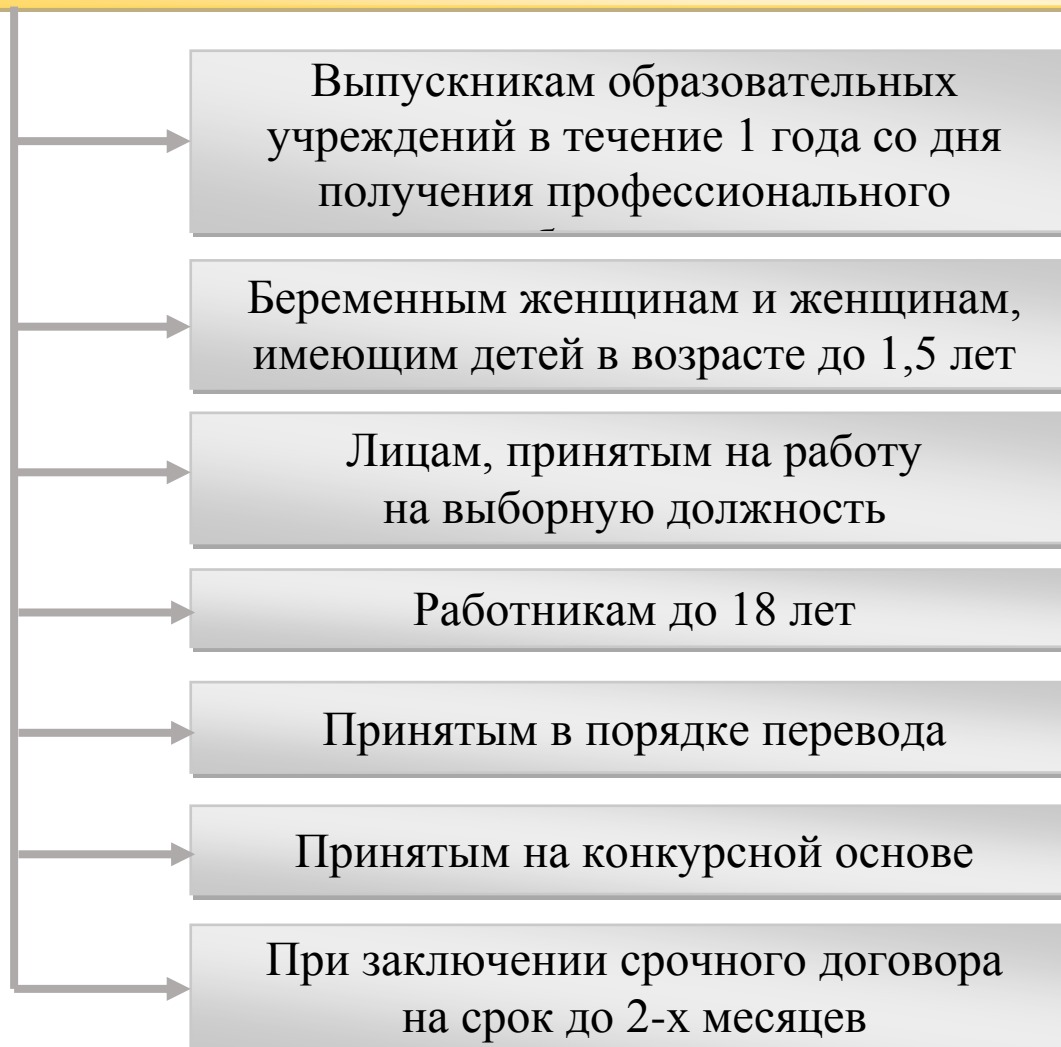 Выпускникам образовательных
учреждений в течение 1 года со дня
получения профессионального
Беременным женщинам и женщинам,
имеющим детей в возрасте до 1,5 лет
Лицам, принятым на работу
на выборную должность
Работникам до 18 лет
Принятым в порядке перевода
Принятым на конкурсной основе
При заключении срочного договора
на срок до 2-х месяцев